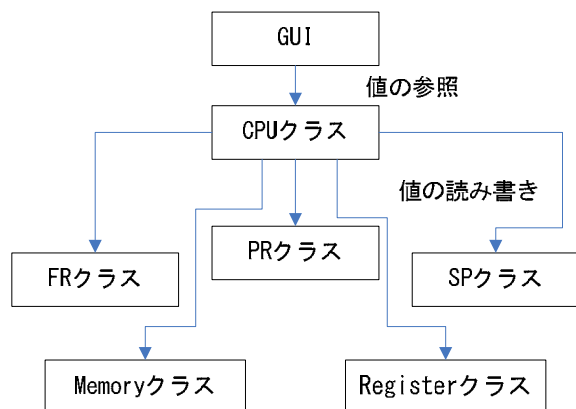 GUI
値の参照
CPUクラス
値の読み書き
PRクラス
FRクラス
SPクラス
Memoryクラス
Registerクラス